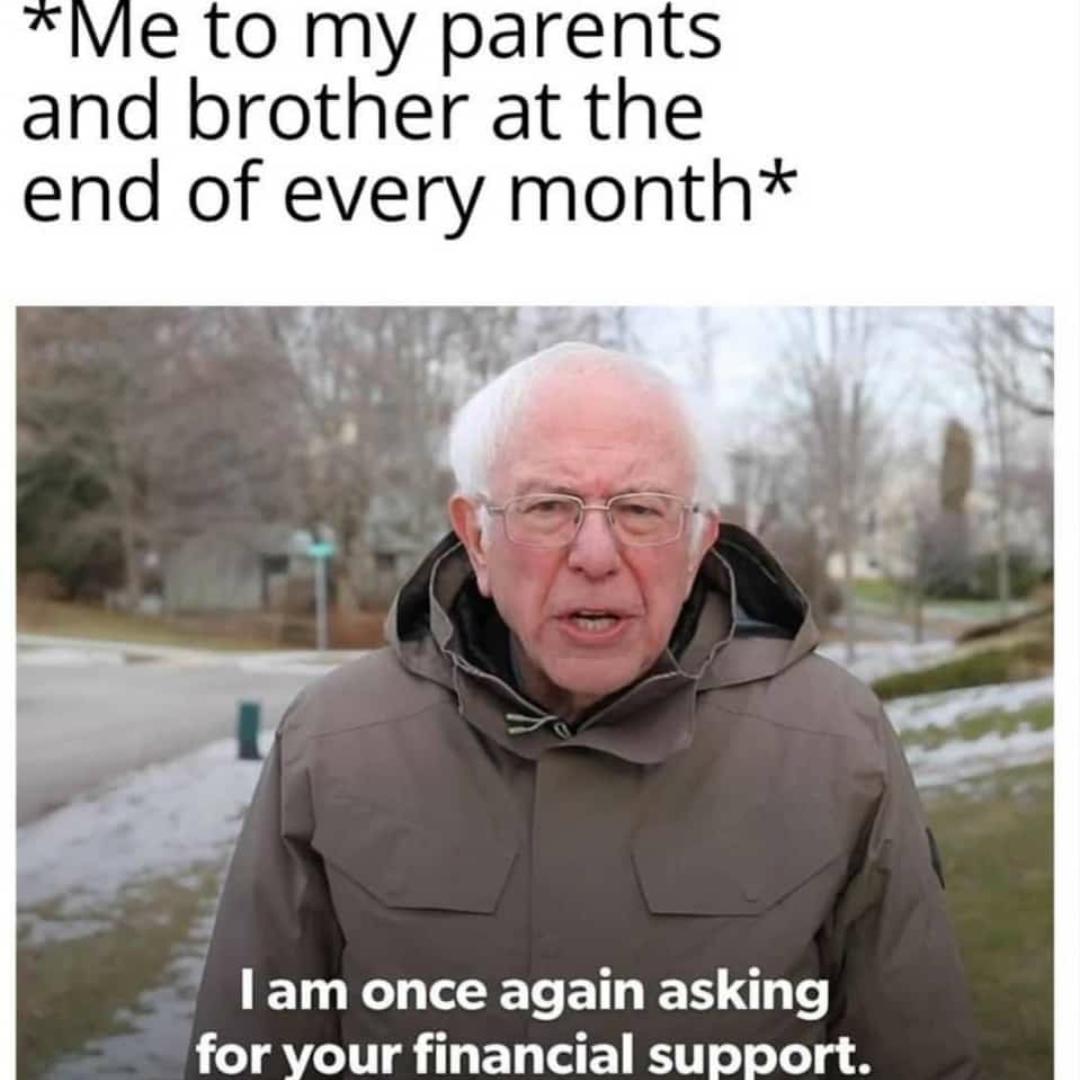 *Me to my parents
and brother at the
end of every month*
I am once again asking
for your financial support.